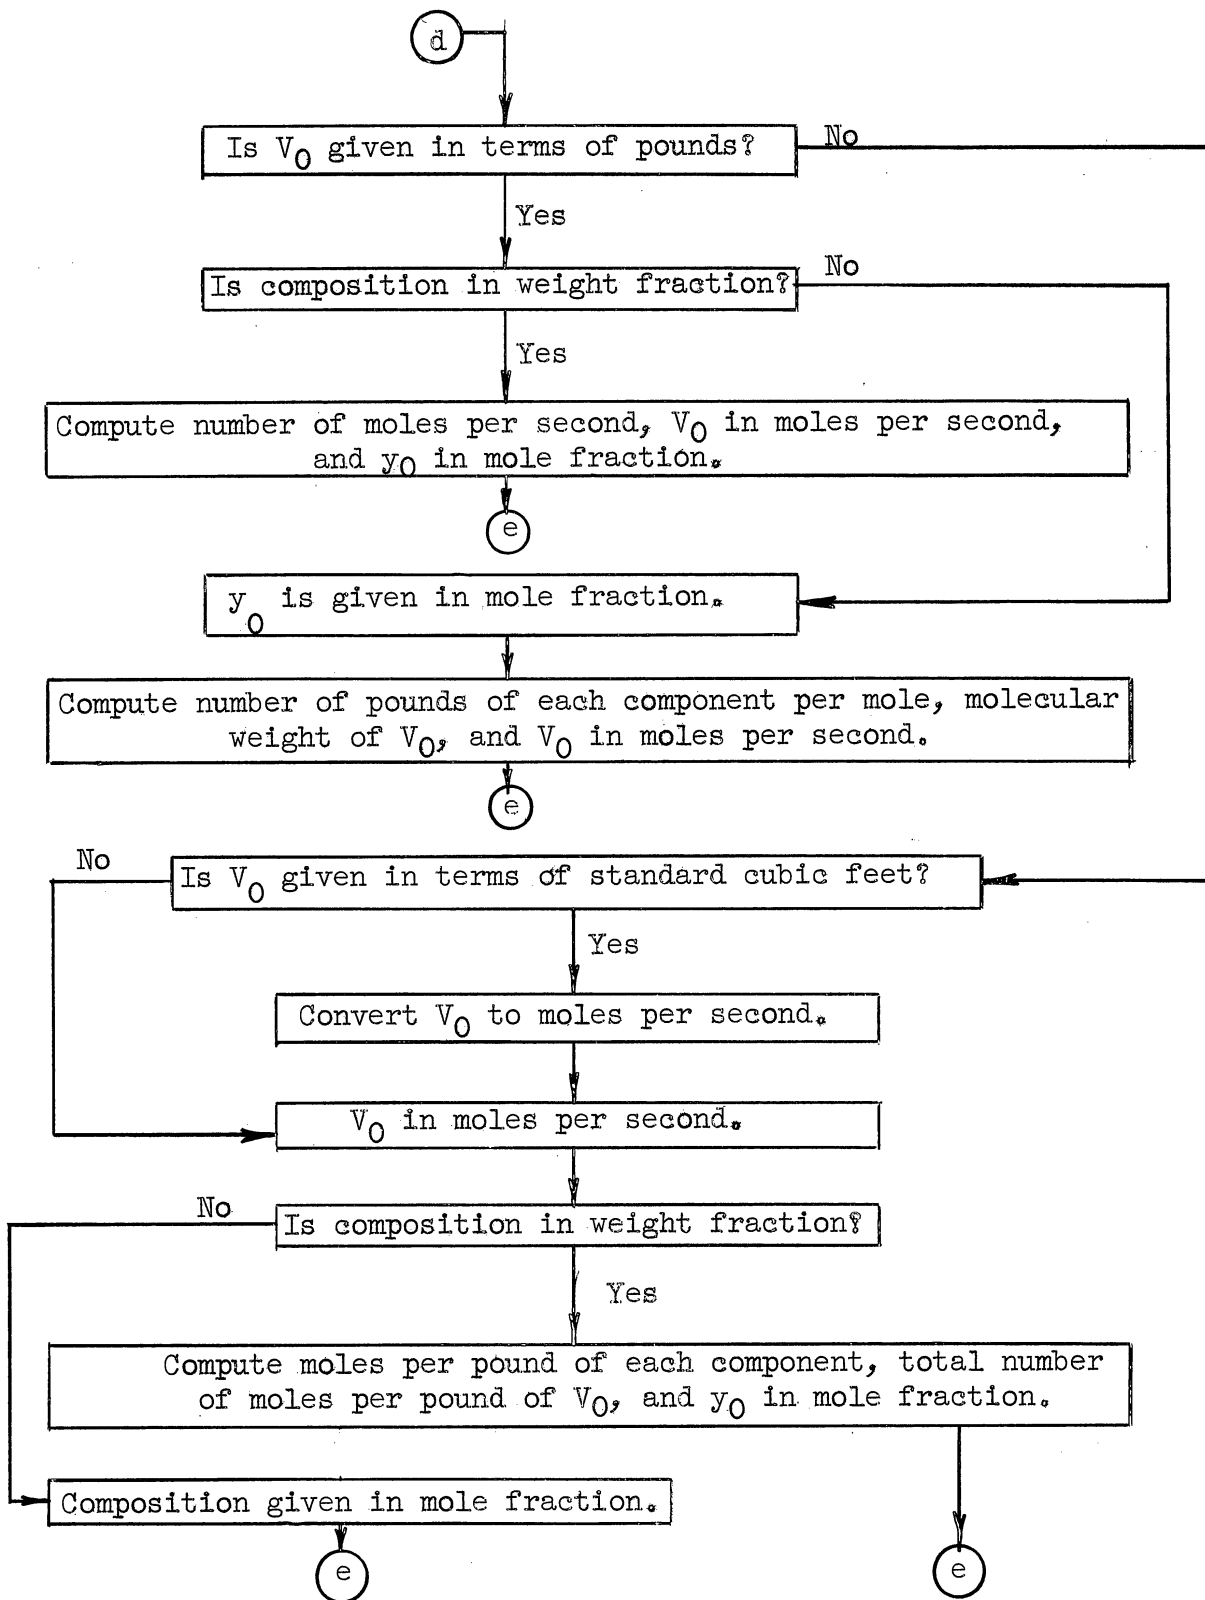 d
Is V0 given in terms of pounds?
No
Yes
Is composition in weight fraction?
No
Yes
Compute number of moles per second, V0 in moles per second,
and y0 in mole fraction.
e
y0 is given in mole fraction.
Compute number of pounds of each component per mole, molecular
weight of V0, and V0 in moles per second.
e
No
Is V0 given in terms of standard cubic feet?
Yes
Convert V0 to moles per second.
V0 in moles per second.
No
Is composition in weight fraction?
Yes
Compute moles per pound of each component, total number
of moles per pound of V0, and y0 in mole fraction.
Composition given in mole fraction.
e
e